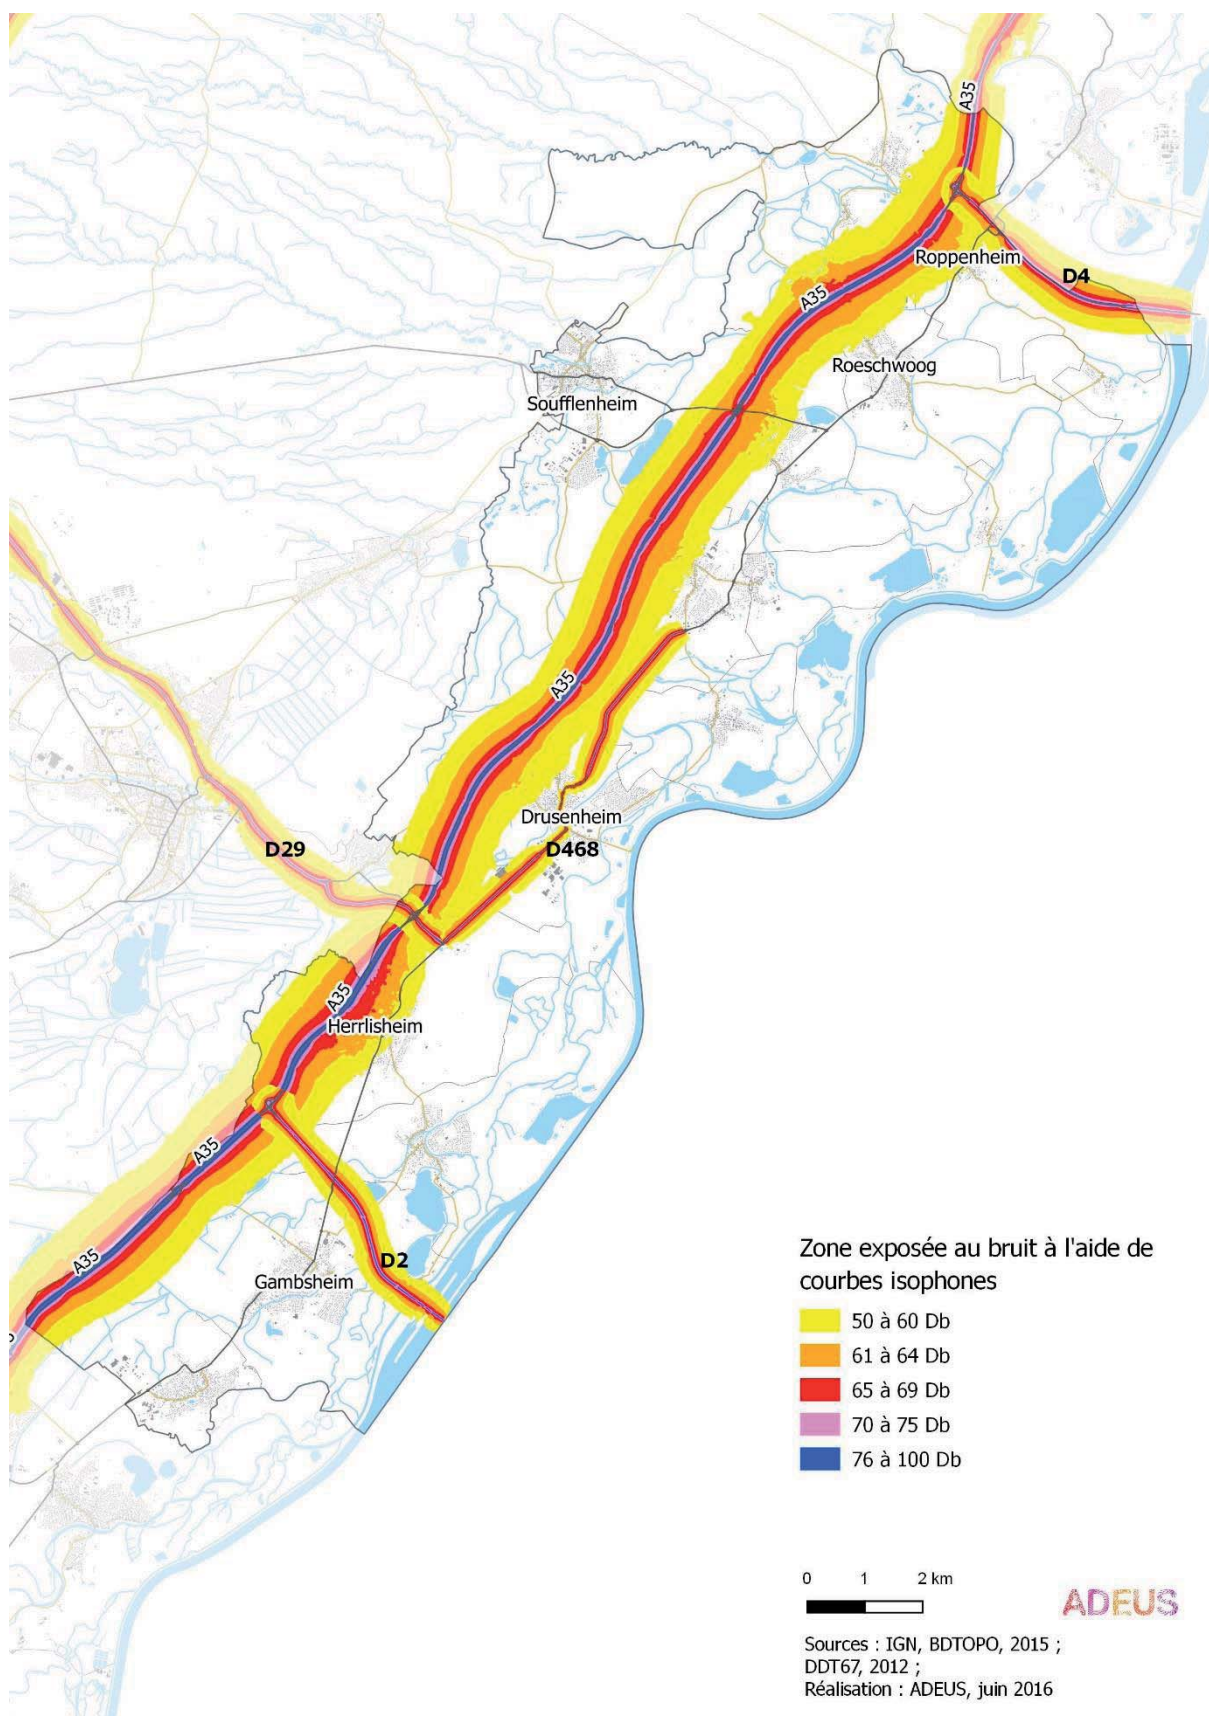 A35
Roppenheim
D4
A35
Roeschwoog
Soufflenheim
A35
Drusenheim
D468
D29
A35
Herrlisheim
A35
A35
D2
Gambsheim
Zone exposée au bruit à l'aide de
courbes isophones
50 à 60 Db
61 à 64 Db
65 à 69 Db
70 à 75 Db
76 à 100 Db
0 1 2 km
ADEUS
Sources : IGN, BDTOPO, 2015 ;
DDT67, 2012 ;
Réalisation : ADEUS, juin 2016